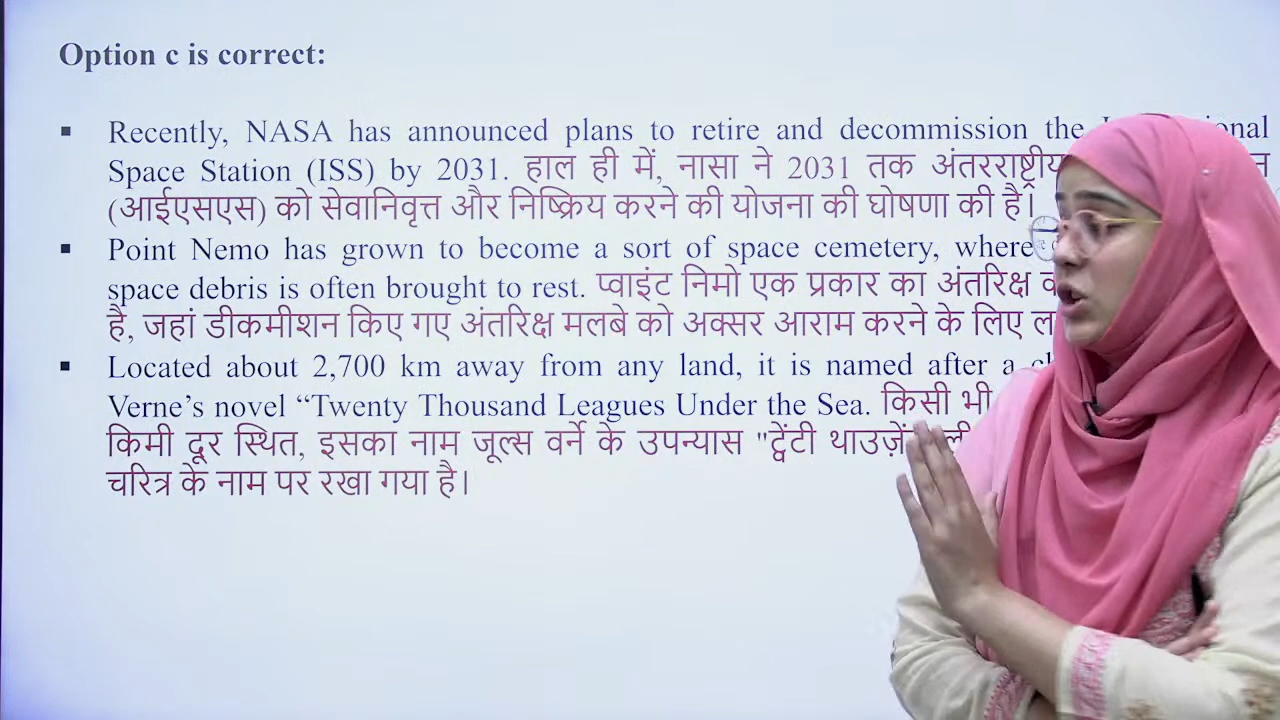 Option c is correct:
▪ Recently, NASA has announced plans to retire and decommission the
Space Station (ISS) by 2031. हाल ही में, नासा ने 2031 तक अंतरराष्ट्रीय
(आईएसएस) को सेवानिवृत्त और निष्क्रिय करने की योजना की घोषणा की है।
▪ Point Nemo has grown to become a sort of space cemetery, where
space debris is often brought to rest. प्वाइंट निमो एक प्रकार का अंतरिक्ष
है, जहां डीकमीशन किए गए अंतरिक्ष मलबे को अक्सर आराम करने के लिए
▪ Located about 2,700 km away from any land, it is named after a
Verne’s novel “Twenty Thousand Leagues Under the Sea. किसी भी
किमी दूर स्थित, इसका नाम जूल्स वर्ने के उपन्यास "ट्वेंटी
चरित्र के नाम पर रखा गया है।